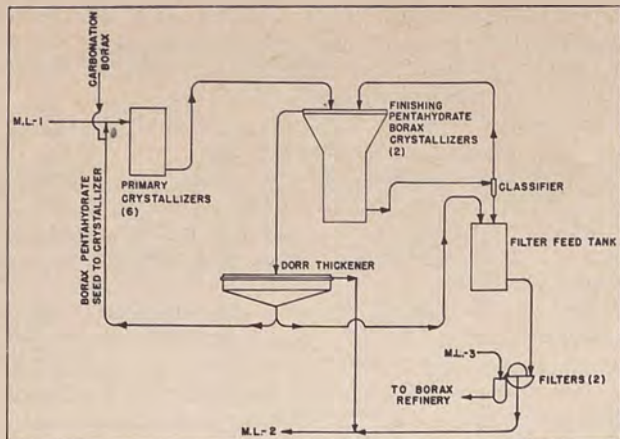 CARBONATION
BORAX
M.L.-1
PRIMARY
CRYSTALLIZERS
(6)
FINISHING
PENTAHYDRATE
BORAX
CRYSTALLIZERS
(2)
CLASSIFIER
BORAX PENTAHYDRATE
SEED TO CRYSTALLIZER
DORR THICKENER
FILTER FEED TANK
M.L.-3
FILTERS (2)
TO BORAX
REFINERY
M.L.-2